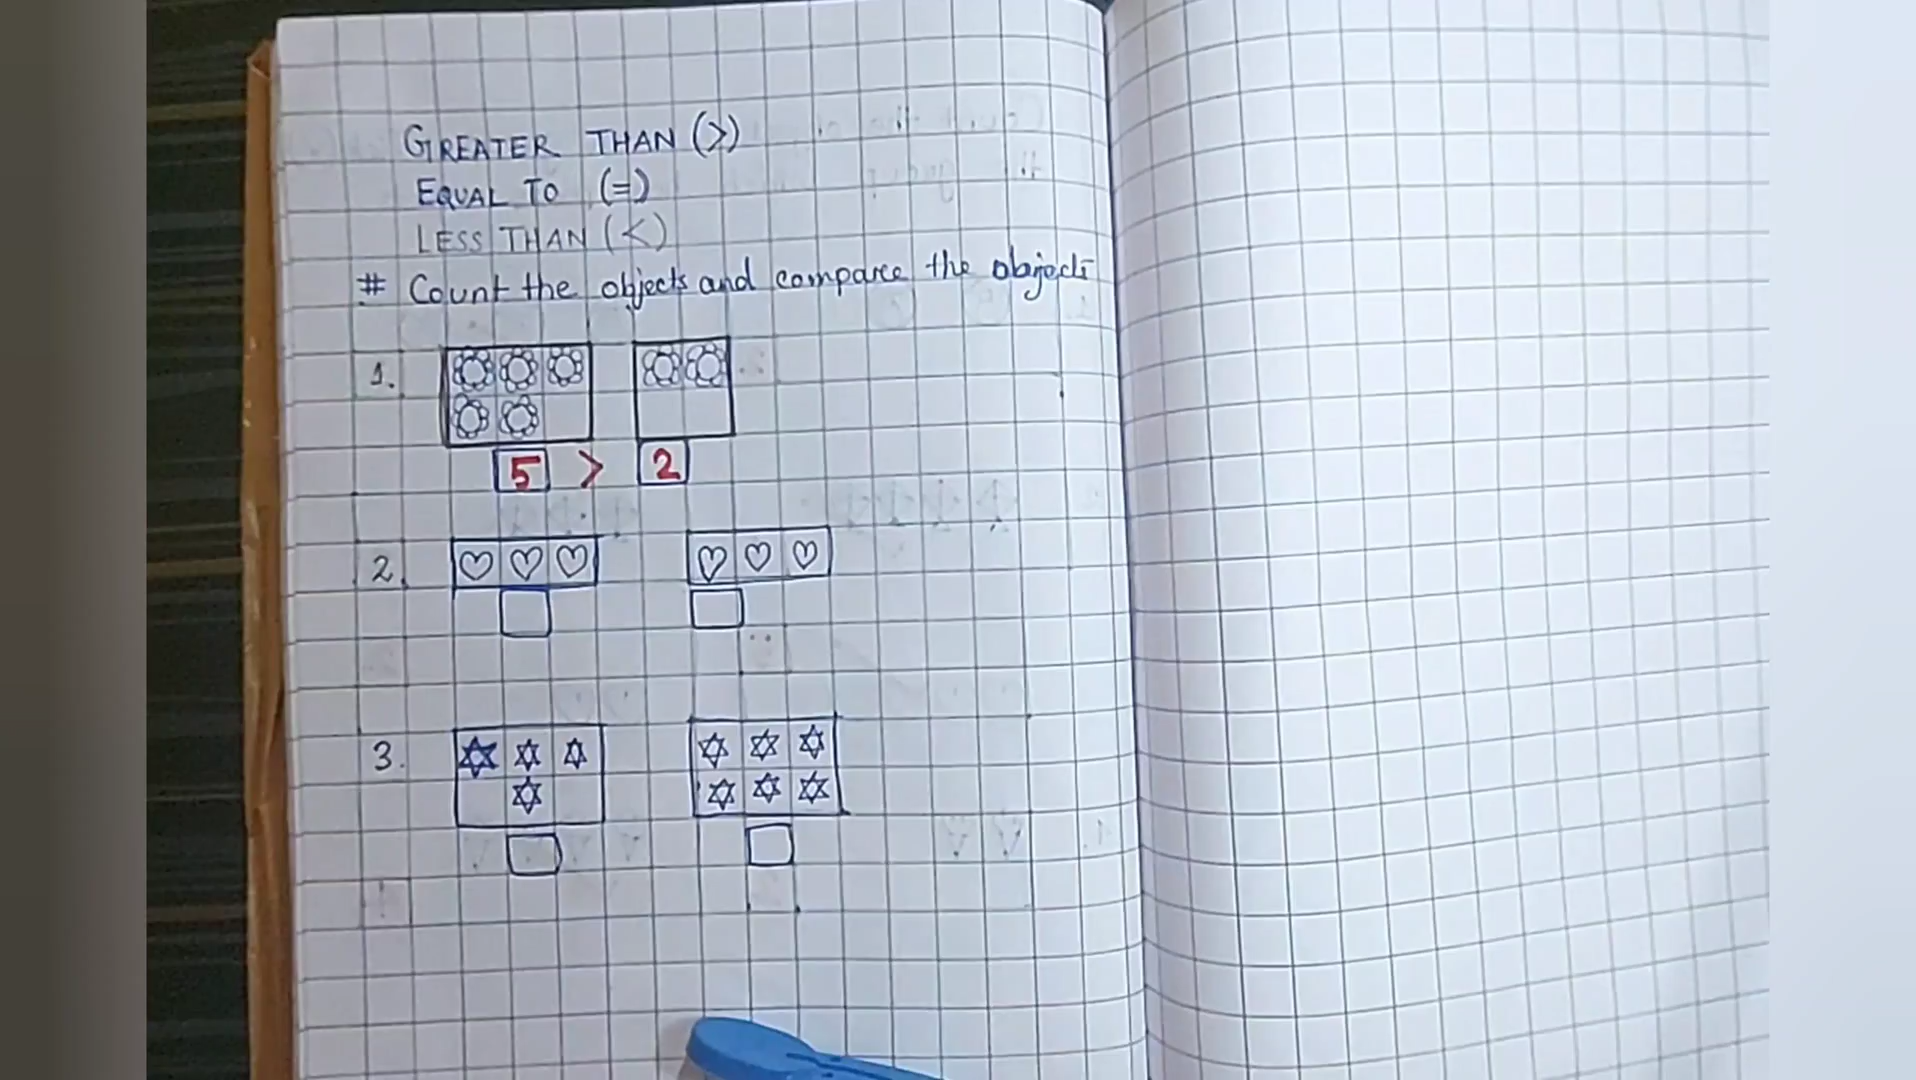 GREATER THAN (>)
EQUAL TO (=)
LESS THAN (<)
# Count the objects and compare the objects
1.
5 > 2
2.
3.